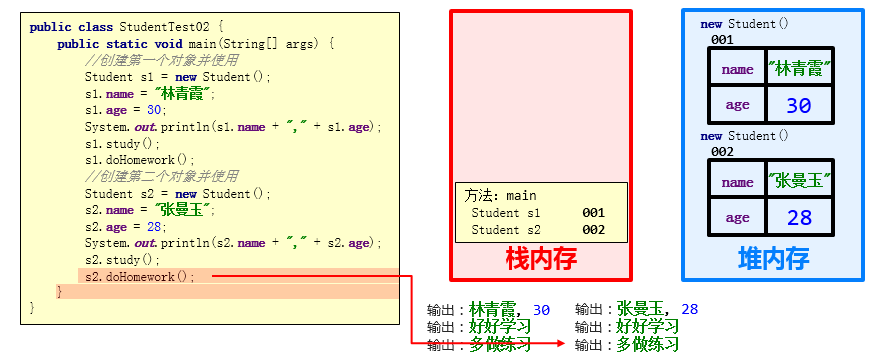 public class StudentTest02 {
public static void main(String[] args) {
//创建第一个对象并使用
Student s1 = new Student();
s1.name = "林青霞";
s1.age = 30;
System.out.println(s1.name + "," + s1.age);
s1.study();
s1.doHomework();
//创建第二个对象并使用
Student s2 = new Student();
s2.name = "张曼玉";
s2.age = 28;
System.out.println(s2.name + "," + s2.age);
s2.study();
s2.doHomework();
}
}
方法：main
Student s1 001
Student s2 002
栈内存
new Student()
001
name "林青霞"
age 30
new Student()
002
name "张曼玉"
age 28
堆内存
输出：林青霞, 30
输出：好好学习
输出：多做练习
输出：张曼玉, 28
输出：好好学习
输出：多做练习